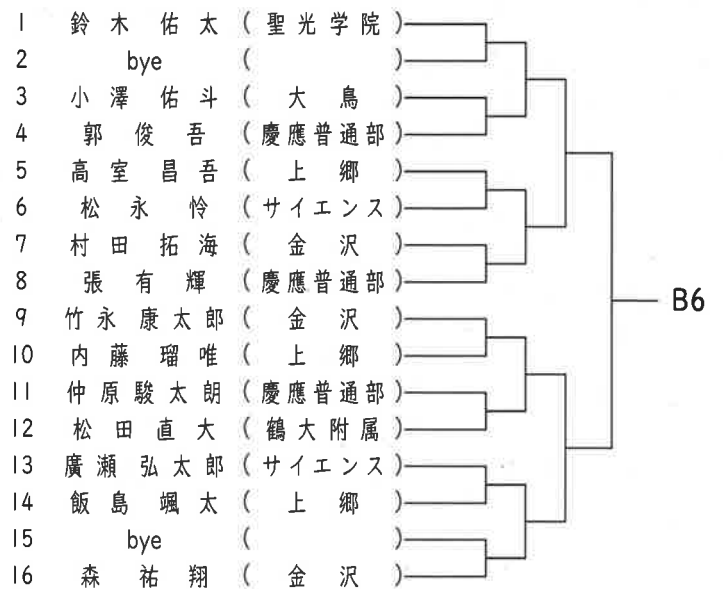 1 鈴木 佑太 (聖光学院)
2 bye ( )
3 小澤 佑斗 (大鳥)
4 郭 俊吾 (慶應普通部)
5 高室 昌吾 (上郷)
6 松永 怜 (サイエンス)
7 村田 拓海 (金沢)
8 張 有輝 (慶應普通部)
9 竹永 康太郎 (金沢)
10 内藤 瑠唯 (上郷)
11 仲原駿太朗 (慶應普通部)
12 松田直大 (鶴大附属)
13 廣瀬 弘太郎 (サイエンス)
14 飯島 颯太 (上郷)
15 bye ( )
16 森 祐翔 (金沢)
B6